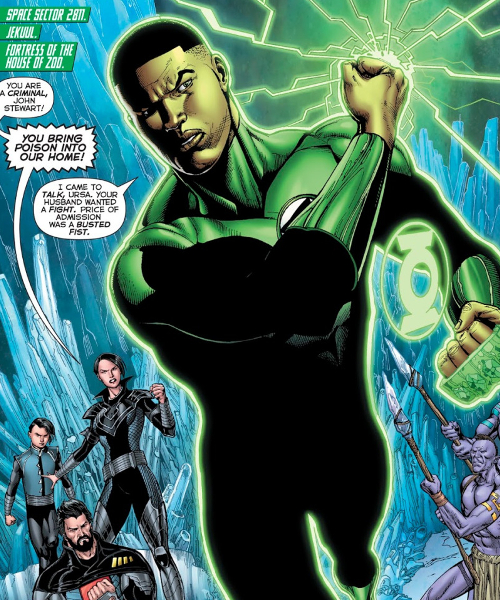 SPACE SECTOR 2811.
JEKUUL.
FORTRESS OF THE
HOUSE OF ZOD.
YOU ARE
A CRIMINAL,
JOHN
STEWART!
YOU BRING
POISON INTO
OUR HOME!
I CAME TO
TALK, URSA. YOUR
HUSBAND WANTED
A FIGHT. PRICE OF
ADMISSION
WAS A BUSTED
FIST.